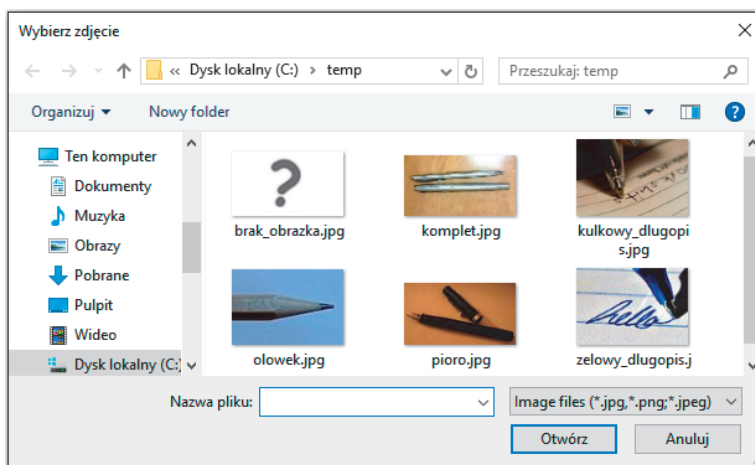 Wybierz zdjęcie
« Dysk lokalny (C:) › temp
Przeszukaj: temp
Organizuj
Nowy folder
?
Ten komputer
Dokumenty
Muzyka
Obrazy
Pobrane
Pulpit
Wideo
Dysk lokalny (C:)
?
brak_obrazka.jpg
komplet.jpg
kulkowy_dlugopi
s.jpg
hello
olowek.jpg
pioro.jpg
zelowy_dlugopis.j
Nazwa pliku:
Image files (*.jpg,*.png;*.jpeg)
Otwórz
Anuluj